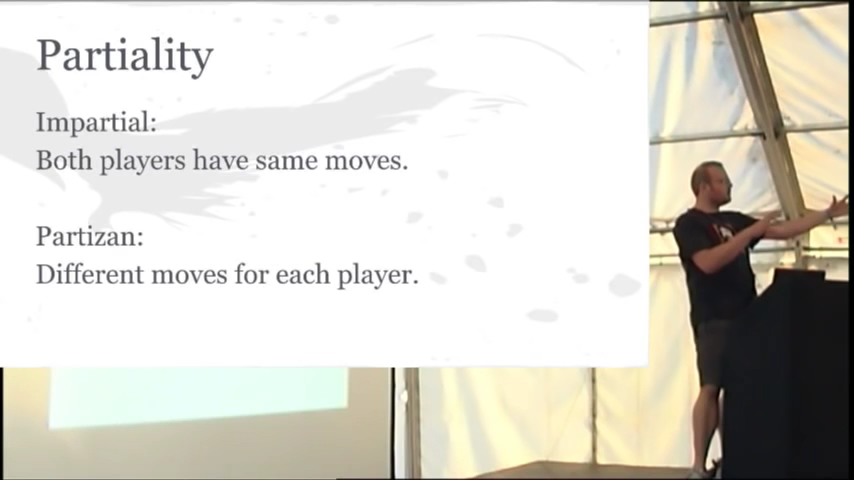 Partiality
Impartial:
Both players have same moves.
Partizan:
Different moves for each player.